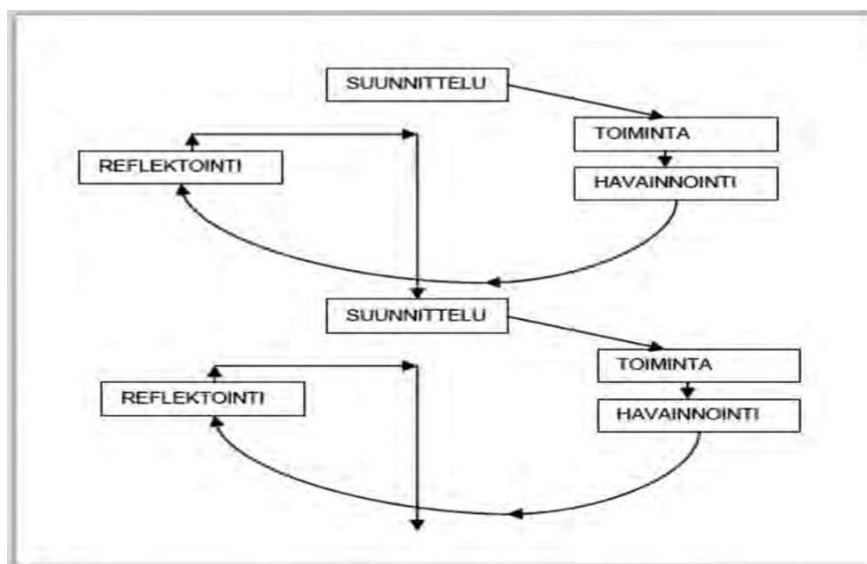 SUUNNITTELU
TOIMINTA
REFLEKTOINTI
HAVAINNOINTI
SUUNNITTELU
TOIMINTA
REFLEKTOINTI
HAVAINNOINTI